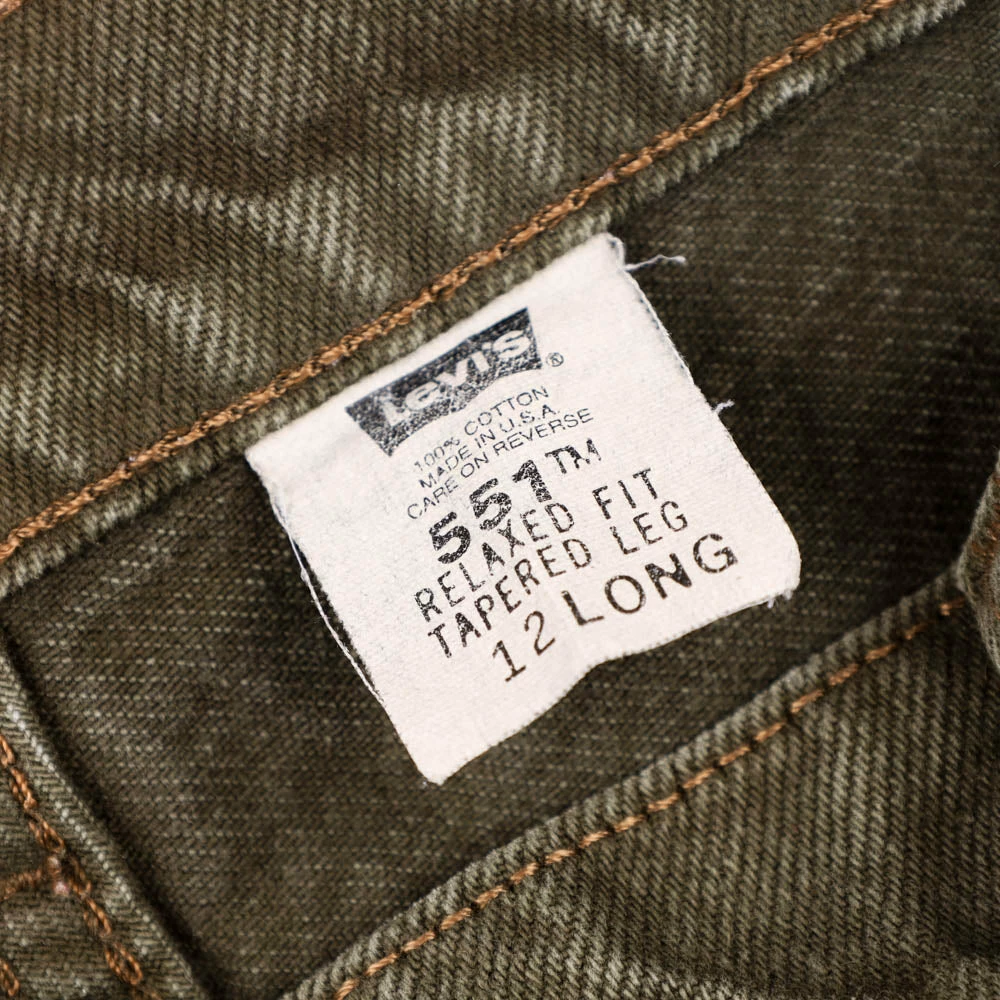 Levi's ®
100% COTTON
MADE IN U.S.A.
CARE ON REVERSE
551™
RELAXED FIT
TAPERED LEG
12 LONG